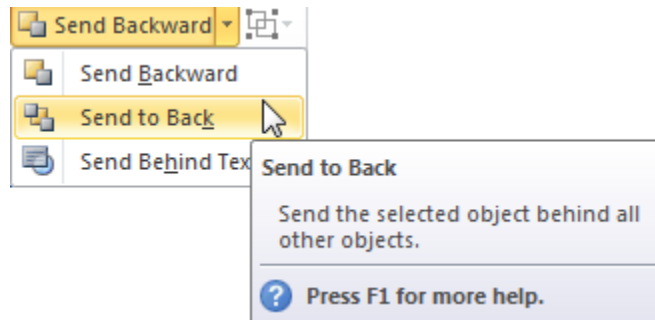 Send Backward
Send Backward
Send to Back
Send Behind Tex
Send to Back
Send the selected object behind all
other objects.
? Press F1 for more help.